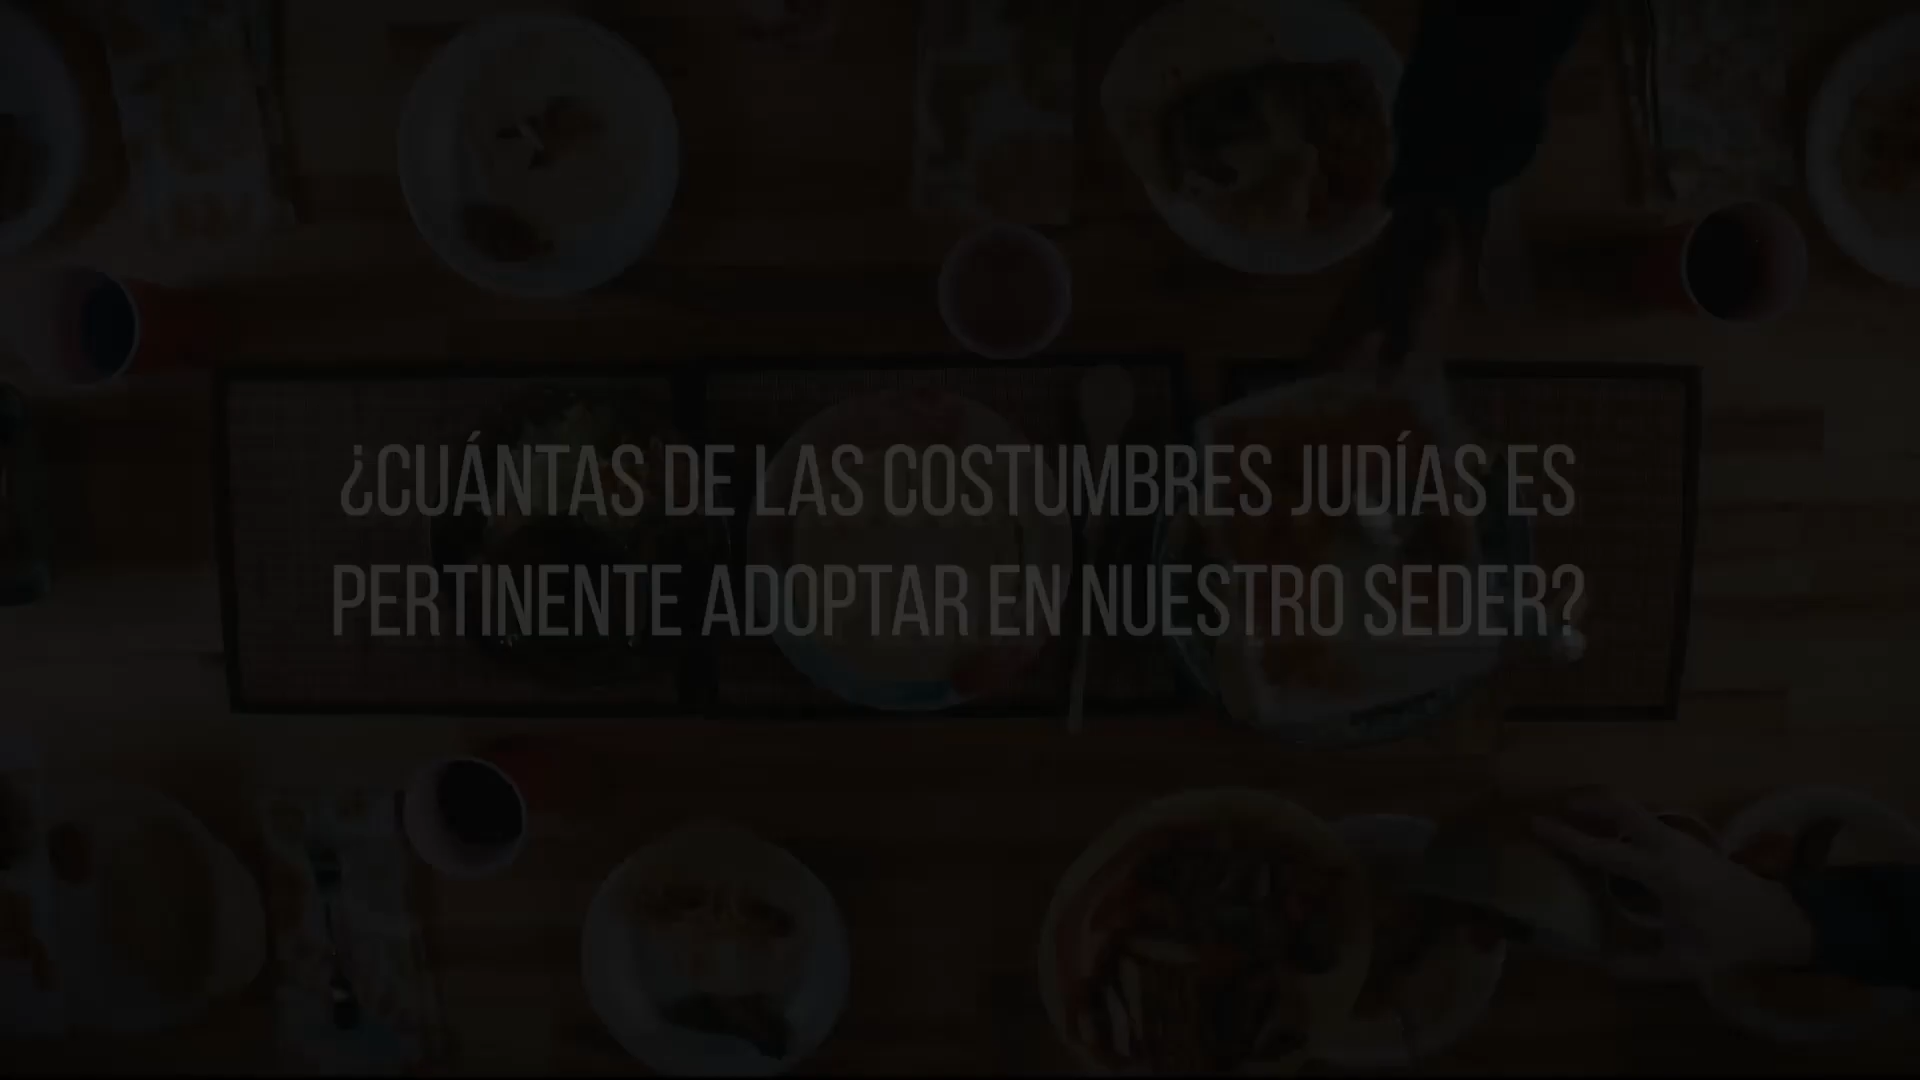 ¿CUÁNTAS DE LAS COSTUMBRES JUDÍAS ES
PERTINENTE ADOPTAR EN NUESTRO SEDER?